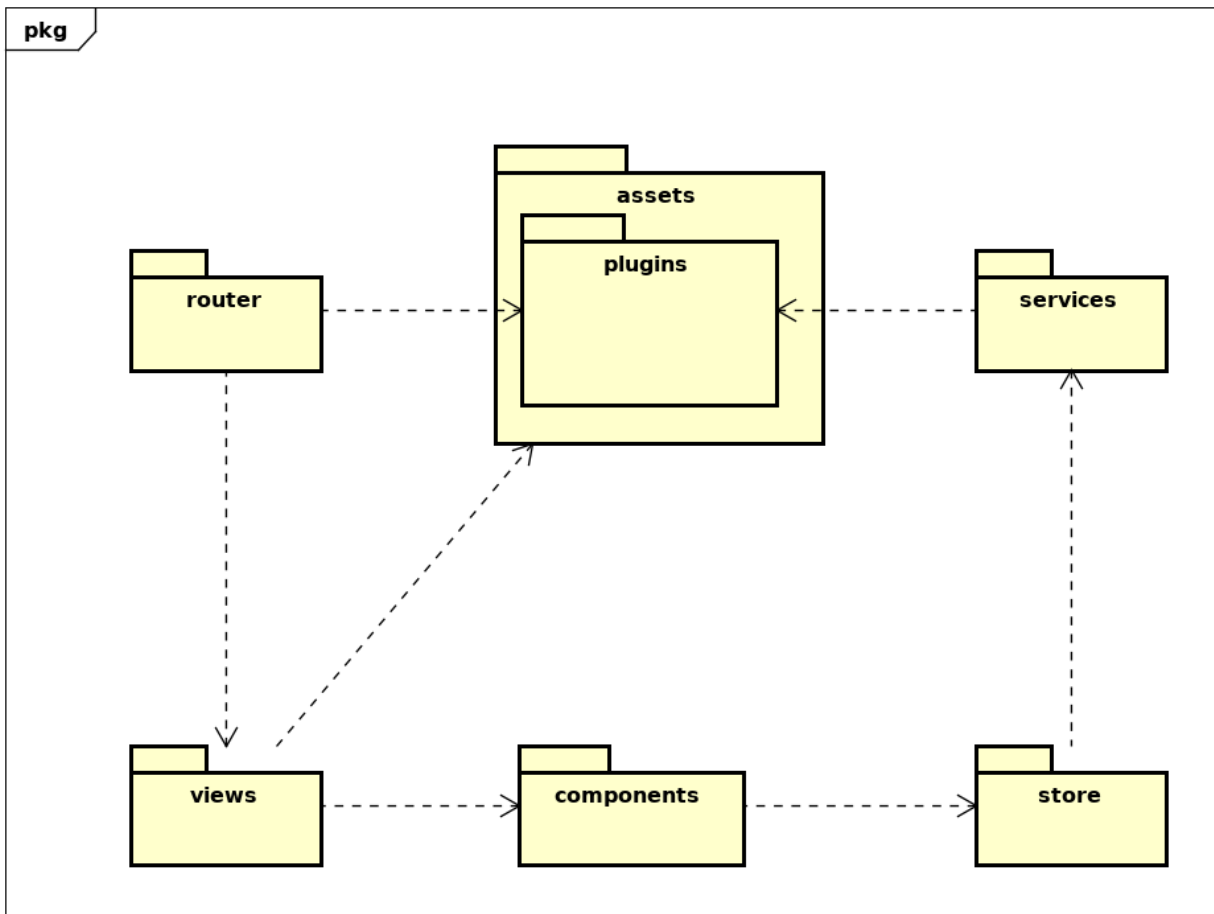 pkg
assets
plugins
router
services
views
components
store